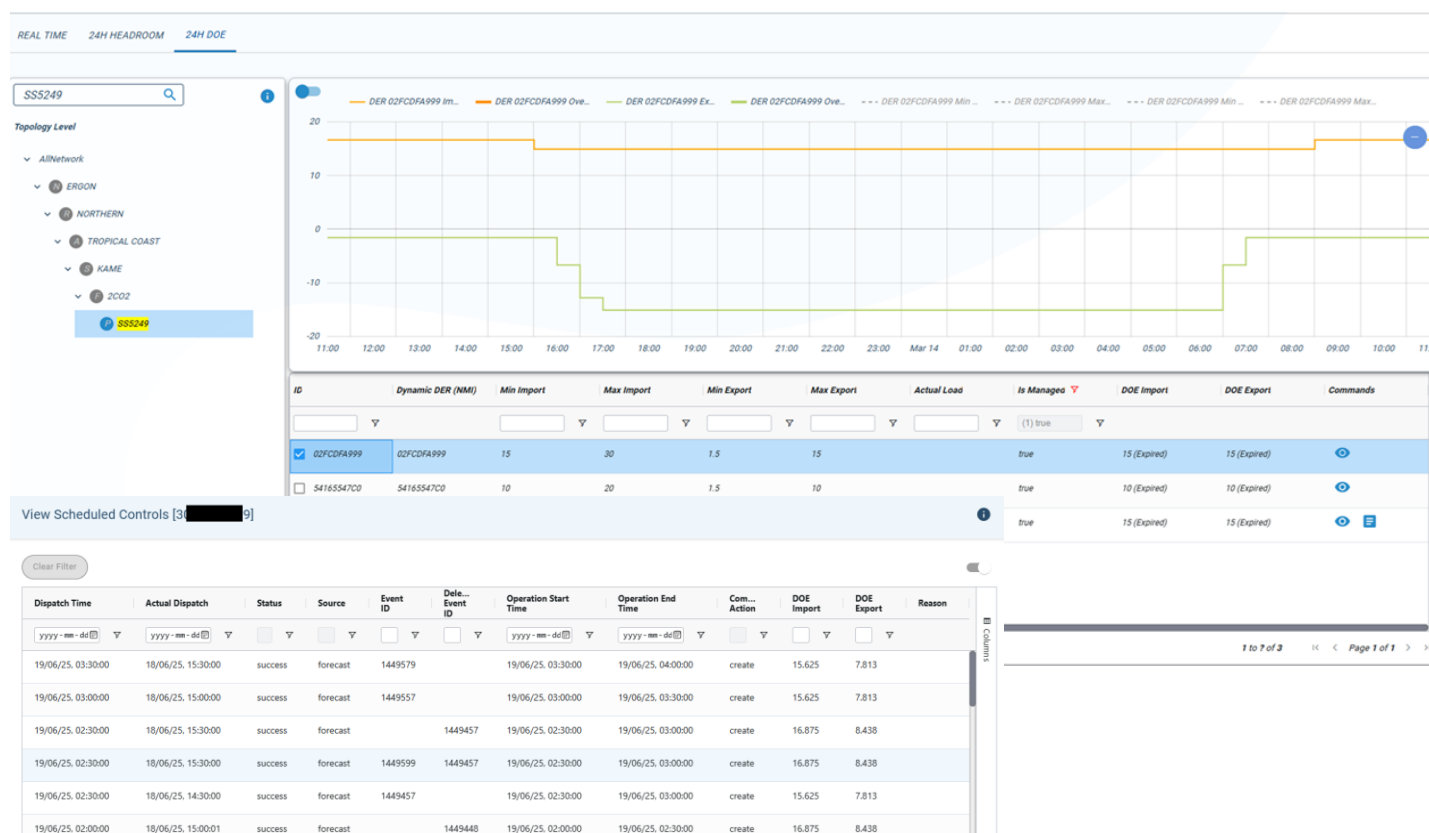 REAL TIME 24H HEADROOM 24H DOE
SS5249
Topology Level
AllNetwork
N ERGON
R NORTHERN
A TROPICAL COAST
S KAME
F 2CO2
P SS5249
DER 02FCDFA999 Im... DER 02FCDFA999 Ove... DER 02FCDFA999 Ex... DER 02FCDFA999 Ove... DER 02FCDFA999 Min ... DER 02FCDFA999 Max... DER 02FCDFA999 Min ... DER 02FCDFA999 Max...
20
10
0
-10
-20
11:00 12:00 13:00 14:00 15:00 16:00 17:00 18:00 19:00 20:00 21:00 22:00 23:00 Mar 14 01:00 02:00 03:00 04:00 05:00 06:00 07:00 08:00 09:00 10:00 11:
ID Dynamic DER (NMI) Min Import Max Import Min Export Max Export Actual Load Is Managed DOE Import DOE Export Commands
(1) true
02FCDFA999 02FCDFA999 15 30 1.5 15 true 15 (Expired) 15 (Expired)
54165547C0 54165547C0 10 20 1.5 10 true 10 (Expired) 10 (Expired)
true 15 (Expired) 15 (Expired)
1 to ? of 3 Page 1 of 1
View Scheduled Controls [30 9]
Clear Filter
Dispatch Time Actual Dispatch Status Source Event ID Dele... Event ID Operation Start Time Operation End Time Com... Action DOE Import DOE Export Reason
yyyy-mm-dd yyyy-mm-dd yyyy-mm-dd yyyy-mm-dd
Columns
19/06/25, 03:30:00 18/06/25, 15:30:00 success forecast 1449579 19/06/25, 03:30:00 19/06/25, 04:00:00 create 15.625 7.813
19/06/25, 03:00:00 18/06/25, 15:00:00 success forecast 1449557 19/06/25, 03:00:00 19/06/25, 03:30:00 create 15.625 7.813
19/06/25, 02:30:00 18/06/25, 15:30:00 success forecast 1449457 19/06/25, 02:30:00 19/06/25, 03:00:00 create 16.875 8.438
19/06/25, 02:30:00 18/06/25, 15:30:00 success forecast 1449599 1449457 19/06/25, 02:30:00 19/06/25, 03:00:00 create 16.875 8.438
19/06/25, 02:30:00 18/06/25, 14:30:00 success forecast 1449457 19/06/25, 02:30:00 19/06/25, 03:00:00 create 15.625 7.813
19/06/25, 02:00:00 18/06/25, 15:00:01 success forecast 1449448 19/06/25, 02:00:00 19/06/25, 02:30:00 create 16.875 8.438